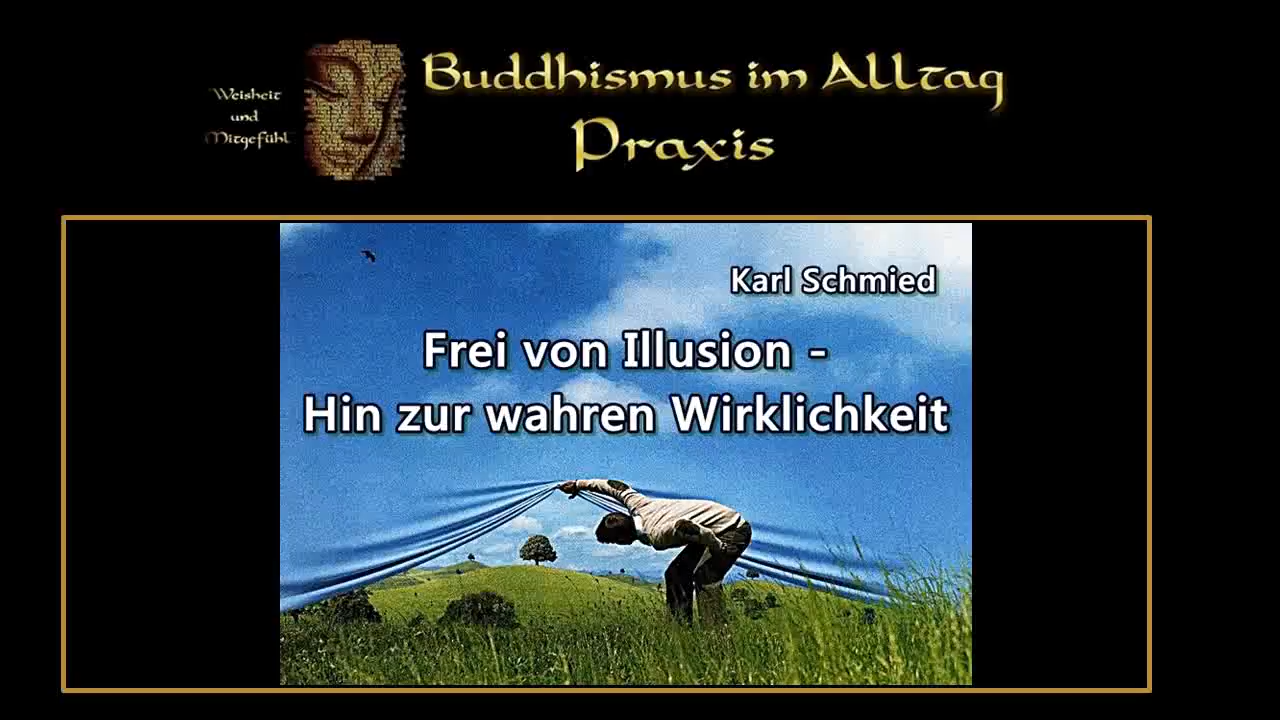 Weisheit
und
Mitgefühl
Buddhismus im Alltag
Praxis
Karl Schmied
Frei von Illusion -
Hin zur wahren Wirklichkeit